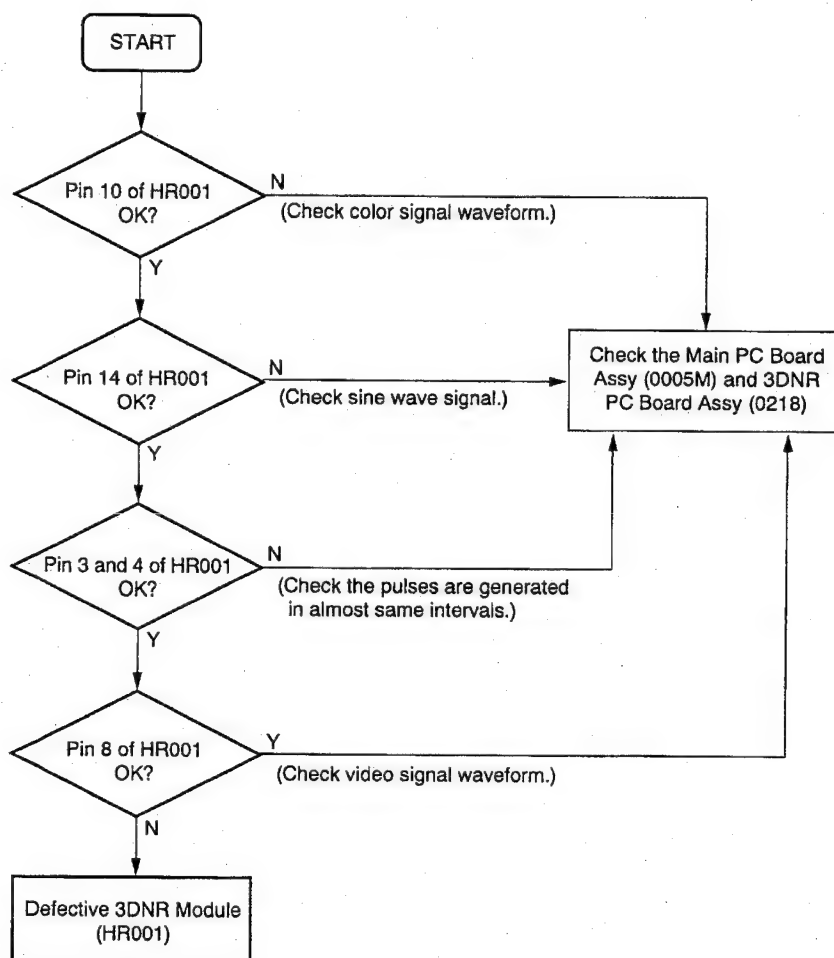 START
Pin 10 of HR001
OK?
N
(Check color signal waveform.)
Y
Pin 14 of HR001
OK?
N
(Check sine wave signal.)
Check the Main PC Board
Assy (0005M) and 3DNR
PC Board Assy (0218)
Y
Pin 3 and 4 of HR001
OK?
N
(Check the pulses are generated
in almost same intervals.)
Y
Pin 8 of HR001
OK?
Y
(Check video signal waveform.)
N
Defective 3DNR Module
(HR001)